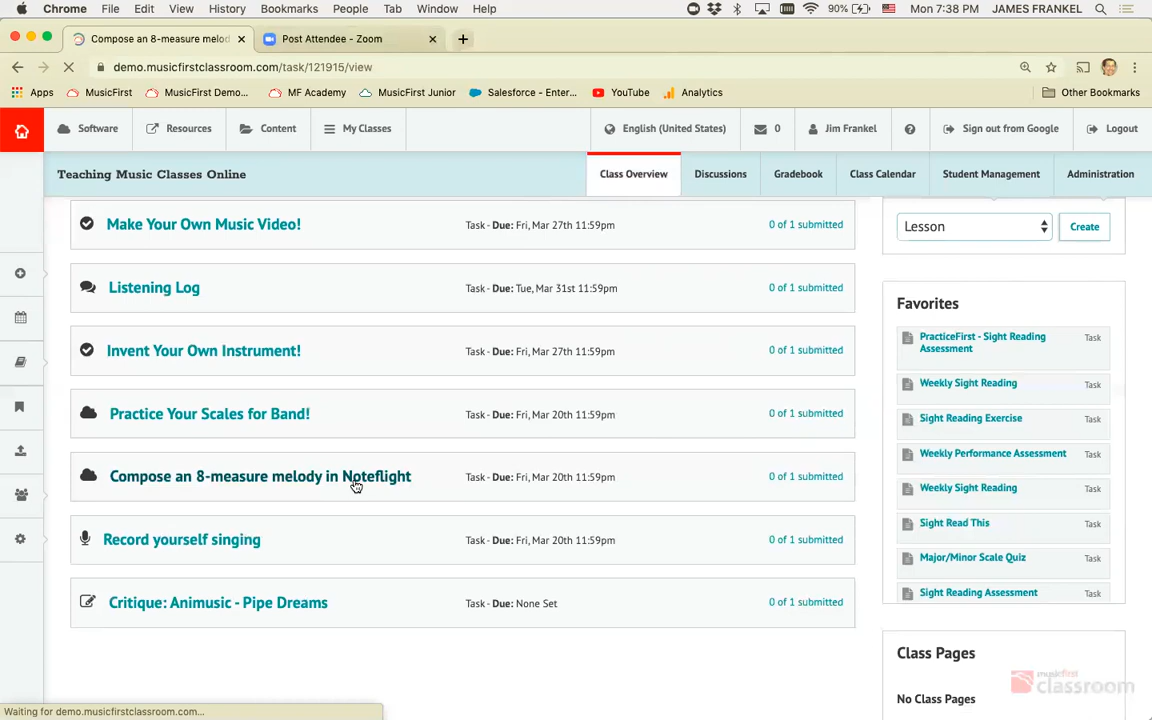 Chrome File Edit View History Bookmarks People Tab Window Help 90% Mon 7:38 PM JAMES FRANKEL
Compose an 8-measure melod Post Attendee - Zoom
demo.musicfirstclassroom.com/task/121915/view
Apps MusicFirst MusicFirst Demo... MF Academy MusicFirst Junior Salesforce - Enter... YouTube Analytics Other Bookmarks
Software Resources Content My Classes English (United States) 0 Jim Frankel Sign out from Google Logout
Teaching Music Classes Online Class Overview Discussions Gradebook Class Calendar Student Management Administration
Make Your Own Music Video! Task - Due: Fri, Mar 27th 11:59pm 0 of 1 submitted
Listening Log Task - Due: Tue, Mar 31st 11:59pm 0 of 1 submitted
Invent Your Own Instrument! Task - Due: Fri, Mar 27th 11:59pm 0 of 1 submitted
Practice Your Scales for Band! Task - Due: Fri, Mar 20th 11:59pm 0 of 1 submitted
Compose an 8-measure melody in Noteflight Task - Due: Fri, Mar 20th 11:59pm 0 of 1 submitted
Record yourself singing Task - Due: Fri, Mar 20th 11:59pm 0 of 1 submitted
Critique: Animusic - Pipe Dreams Task - Due: None Set 0 of 1 submitted
Lesson Create
Favorites
PracticeFirst - Sight Reading Task
Assessment
Weekly Sight Reading Task
Sight Reading Exercise Task
Weekly Performance Assessment Task
Weekly Sight Reading Task
Sight Read This Task
Major/Minor Scale Quiz Task
Sight Reading Assessment Task
Class Pages
No Class Pages
musicfirst
classroom
Waiting for demo.musicfirstclassroom.com...